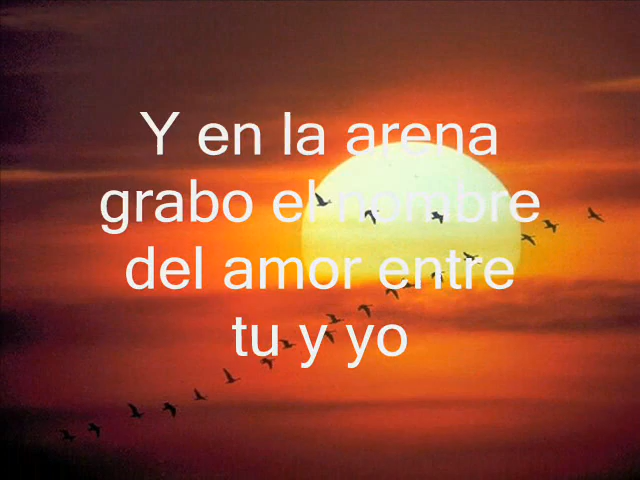 Y en la arena
grabo el nombre
del amor entre
tu y yo